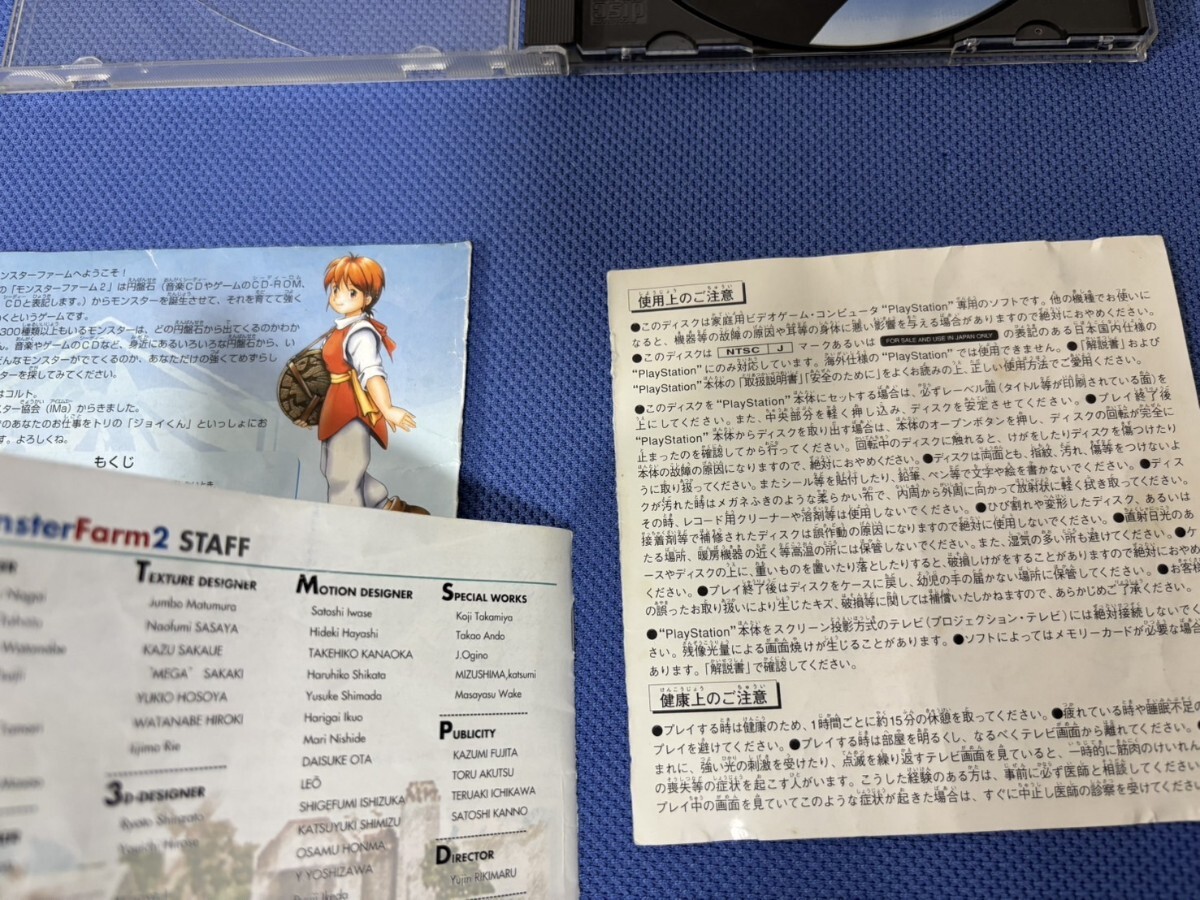 ンスターファームへようこそ！
の「モンスターファーム2」は円盤石（音楽CDやゲームのCD-ROM、
CDと表記します。）からモンスターを誕生させて、それを育てて強く
くというゲームです。
300種類以上もいるモンスターは、どの円盤石から出てくるのかわか
ん。音楽やゲームのCDなど、身近にあるいろいろな円盤石から、い
どんなモンスターがでてくるのか、あなただけの強くてめずらし
ターを探してみてください。
はコルト。
スター協会（IMa）からきました。
のあなたのお仕事をトリの「ジョイくん」といっしょにお
す。よろしくね。
もくじ
nsterFarm2 STAFF
TEXTURE DESIGNER
Jumbo Matumura
Naofumi SASAYA
KAZU SAKAUE
"MEGA" SAKAKI
YUKIO HOSOYA
WATANABE HIROKI
Iijima Rie
3D-DESIGNER
MOTION DESIGNER
Satoshi Iwase
Hideki Hayashi
TAKEHIKO KANAOKA
Haruhiko Shikata
Yusuke Shimada
Harigai Ikuo
Mari Nishide
DAISUKE OTA
LEŌ
SHIGEFUMI ISHIZUKA
KATSUYUKI SHIMIZU
OSAMU HONMA
Y YOSHIZAWA
SPECIAL WORKS
Koji Takamiya
Takao Ando
J.Ogino
MIZUSHIMA,katsumi
Masayasu Wake
PUBLICITY
KAZUMI FUJITA
TORU AKUTSU
TERUAKI ICHIKAWA
SATOSHI KANNO
DIRECTOR
Yujin RIKIMARU
使用上のご注意
●このディスクは家庭用ビデオゲーム・コンピュータ“PlayStation”専用のソフトです。他の機種でお使いに
なると、機器等の故障の原因や耳等の身体に悪い影響を与える場合がありますので絶対におやめください。
●このディスクは NTSC J マークあるいは FOR SALE AND USE IN JAPAN ONLY の表記のある日本国内仕様の
“PlayStation”にのみ対応しています。海外仕様の“PlayStation”では使用できません。●「解説書」および
“PlayStation”本体の「取扱説明書」「安全のために」をよくお読みの上、正しい使用方法でご愛用ください。
●このディスクを“PlayStation”本体にセットする場合は、必ずレーベル面（タイトル等が印刷されている面）を
上にしてください。また、中央部分を軽く押し込み、ディスクを安定させてください。●プレイ終了後
“PlayStation”本体からディスクを取り出す場合は、本体のオープンボタンを押し、ディスクの回転が完全に
止まったのを確認してから行ってください。回転中のディスクに触れると、けがをしたりディスクを傷つけたり
本体の故障の原因になりますので、絶対におやめください。●ディスクは両面とも、指紋、汚れ、傷等をつけないよ
うに取り扱ってください。またシール等を貼付したり、鉛筆、ペン等で文字や絵を書かないでください。●ディス
クが汚れた時はメガネふきのような柔らかい布で、内周から外周に向かって放射状に軽く拭き取ってください。
その時、レコード用クリーナーや溶剤等は使用しないでください。●ひび割れや変形したディスク、あるいは
接着剤等で補修されたディスクは誤作動の原因になりますので絶対に使用しないでください。●直射日光のあ
たる場所、暖房機器の近く等高温の所には保管しないでください。また、湿気の多い所も避けてください。●ケ
ースやディスクの上に、重いものを置いたり落としたりすると、破損しけがをすることがありますので絶対におやめ
ください。●プレイ終了後はディスクをケースに戻し、幼児の手の届かない場所に保管してください。●お客様
の誤ったお取り扱いにより生じたキズ、破損等に関しては補償いたしかねますので、あらかじめご了承ください。
●“PlayStation”本体をスクリーン投影方式のテレビ（プロジェクション・テレビ）には絶対接続しないでく
さい。残像光量による画面焼けが生じることがあります。●ソフトによってはメモリーカードが必要な場合
あります。「解説書」で確認してください。
健康上のご注意
●プレイする時は健康のため、1時間ごとに約15分の休憩を取ってください。●疲れている時や睡眠不足の
プレイを避けてください。●プレイする時は部屋を明るくし、なるべくテレビ画面から離れてください。
まれに、強い光の刺激を受けたり、点滅を繰り返すテレビ画面を見ていると、一時的に筋肉のけいれん
の喪失等の症状を起こす人がいます。こうした経験のある方は、事前に必ず医師と相談してください
プレイ中の画面を見ていてこのような症状が起きた場合は、すぐに中止し医師の診察を受けてくださ